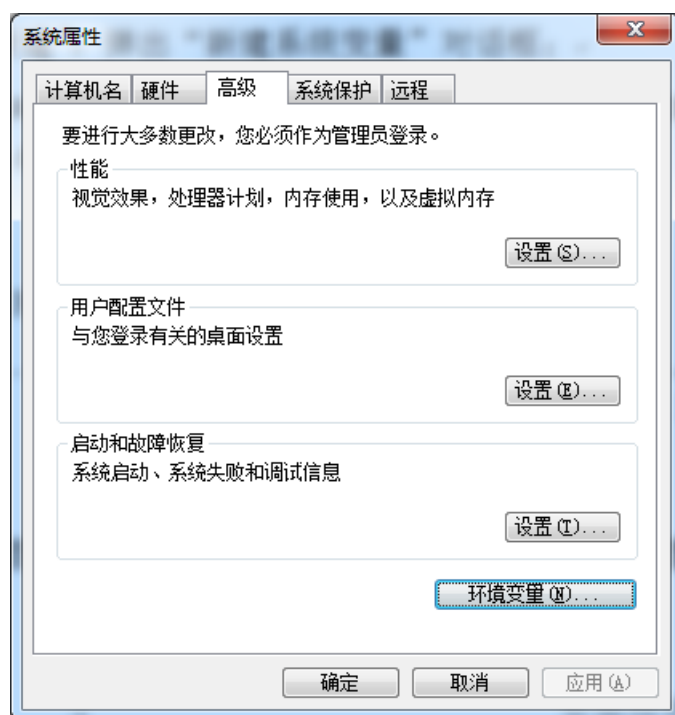 系统属性
计算机名 硬件 高级 系统保护 远程
要进行大多数更改，您必须作为管理员登录。
性能
视觉效果，处理器计划，内存使用，以及虚拟内存
设置(S)...
用户配置文件
与您登录有关的桌面设置
设置(E)...
启动和故障恢复
系统启动、系统失败和调试信息
设置(T)...
环境变量(N)...
确定 取消 应用(A)